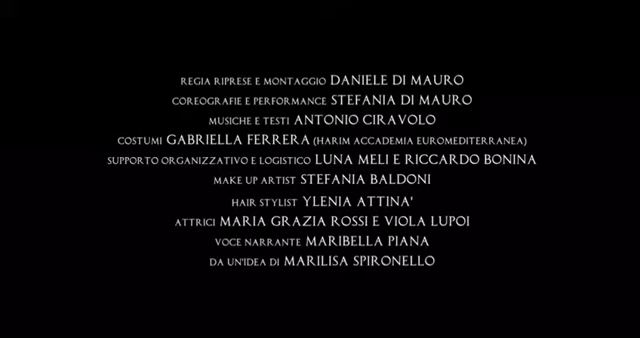 REGIA RIPRESE E MONTAGGIO DANIELE DI MAURO
COREOGRAFIE E PERFORMANCE STEFANIA DI MAURO
MUSICHE E TESTI ANTONIO CIRAVOLO
COSTUMI GABRIELLA FERRERA (HARIM ACCADEMIA EUROMEDITERRANEA)
SUPPORTO ORGANIZZATIVO E LOGISTICO LUNA MELI E RICCARDO BONINA
MAKE UP ARTIST STEFANIA BALDONI
HAIR STYLIST YLENIA ATTINA'
ATTRICI MARIA GRAZIA ROSSI E VIOLA LUPOI
VOCE NARRANTE MARIBELLA PIANA
DA UN'IDEA DI MARILISA SPIRONELLO